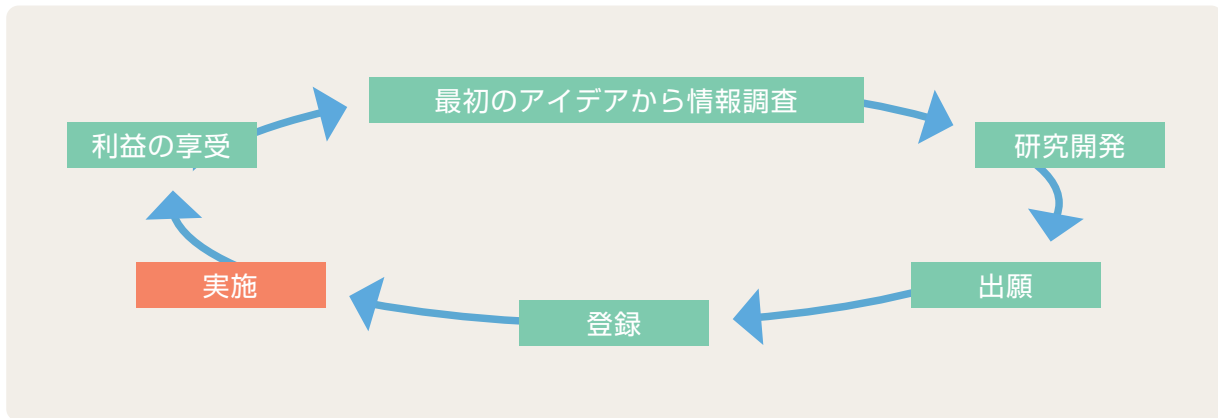 最初のアイデアから情報調査
利益の享受
研究開発
実施
出願
登録